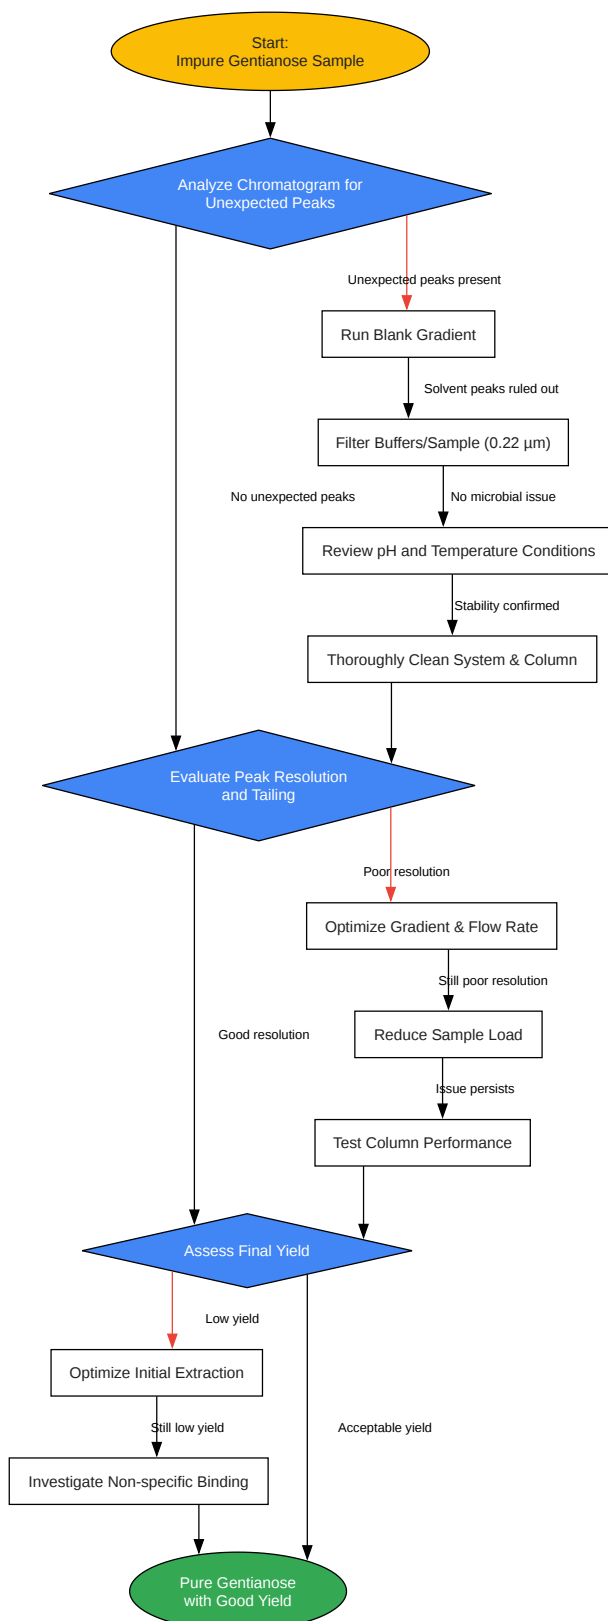 Start:
Impure Gentianose Sample
Analyze Chromatogram for
Unexpected Peaks
Unexpected peaks present
Run Blank Gradient
Solvent peaks ruled out
Filter Buffers/Sample (0.22 µm)
No unexpected peaks
No microbial issue
Review pH and Temperature Conditions
Stability confirmed
Thoroughly Clean System & Column
Evaluate Peak Resolution
and Tailing
Poor resolution
Optimize Gradient & Flow Rate
Still poor resolution
Good resolution
Reduce Sample Load
Issue persists
Test Column Performance
Assess Final Yield
Low yield
Optimize Initial Extraction
Still low yield
Acceptable yield
Investigate Non-specific Binding
Pure Gentianose
with Good Yield